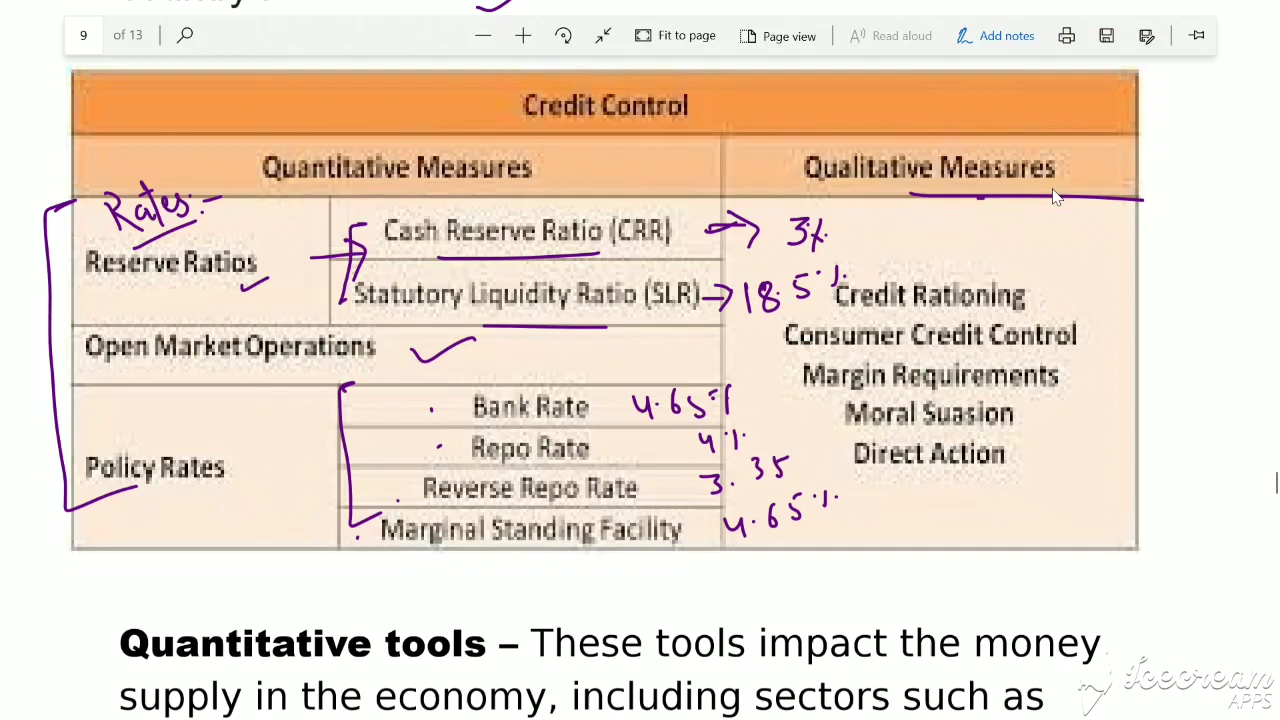 9 of 13 Fit to page Page view Read aloud Add notes
Credit Control
Quantitative Measures
Qualitative Measures
Rates:-
Reserve Ratios
Cash Reserve Ratio (CRR) → 3%
Statutory Liquidity Ratio (SLR) → 18.5%
Open Market Operations
Policy Rates
Bank Rate 4.65%
Repo Rate 4%
Reverse Repo Rate 3.35
Marginal Standing Facility 4.65%
Credit Rationing
Consumer Credit Control
Margin Requirements
Moral Suasion
Direct Action
Quantitative tools – These tools impact the money
supply in the economy, including sectors such as
Icecream
APPS